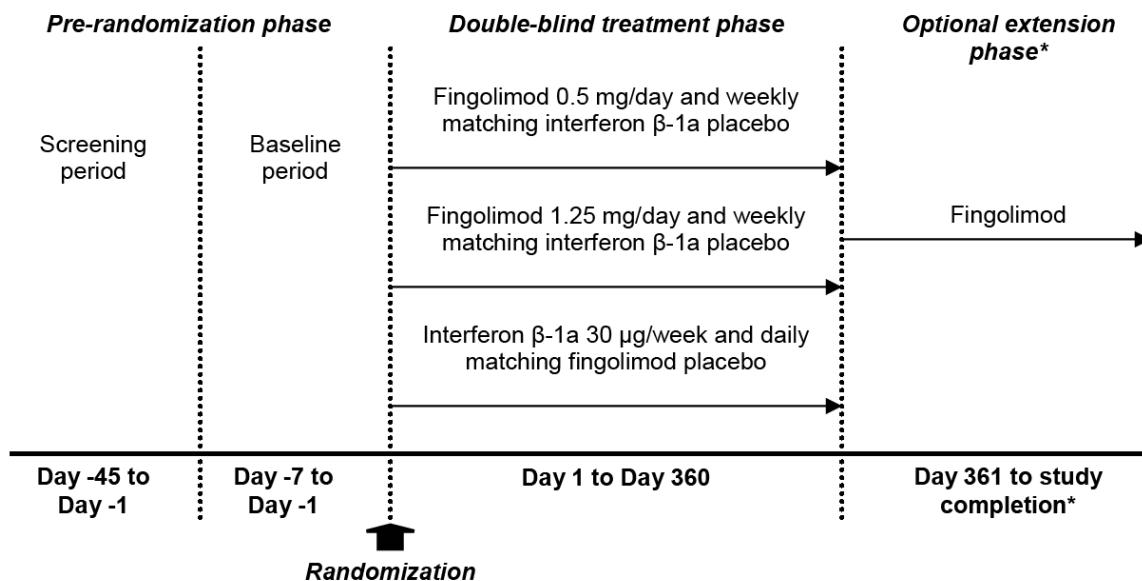 Pre-randomization phase
Double-blind treatment phase
Optional extension
phase*
Screening
period
Baseline
period
Fingolimod 0.5 mg/day and weekly
matching interferon β-1a placebo
Fingolimod 1.25 mg/day and weekly
matching interferon β-1a placebo
Interferon β-1a 30 µg/week and daily
matching fingolimod placebo
Fingolimod
Day -45 to
Day -1
Day -7 to
Day -1
Day 1 to Day 360
Day 361 to study
completion*
Randomization